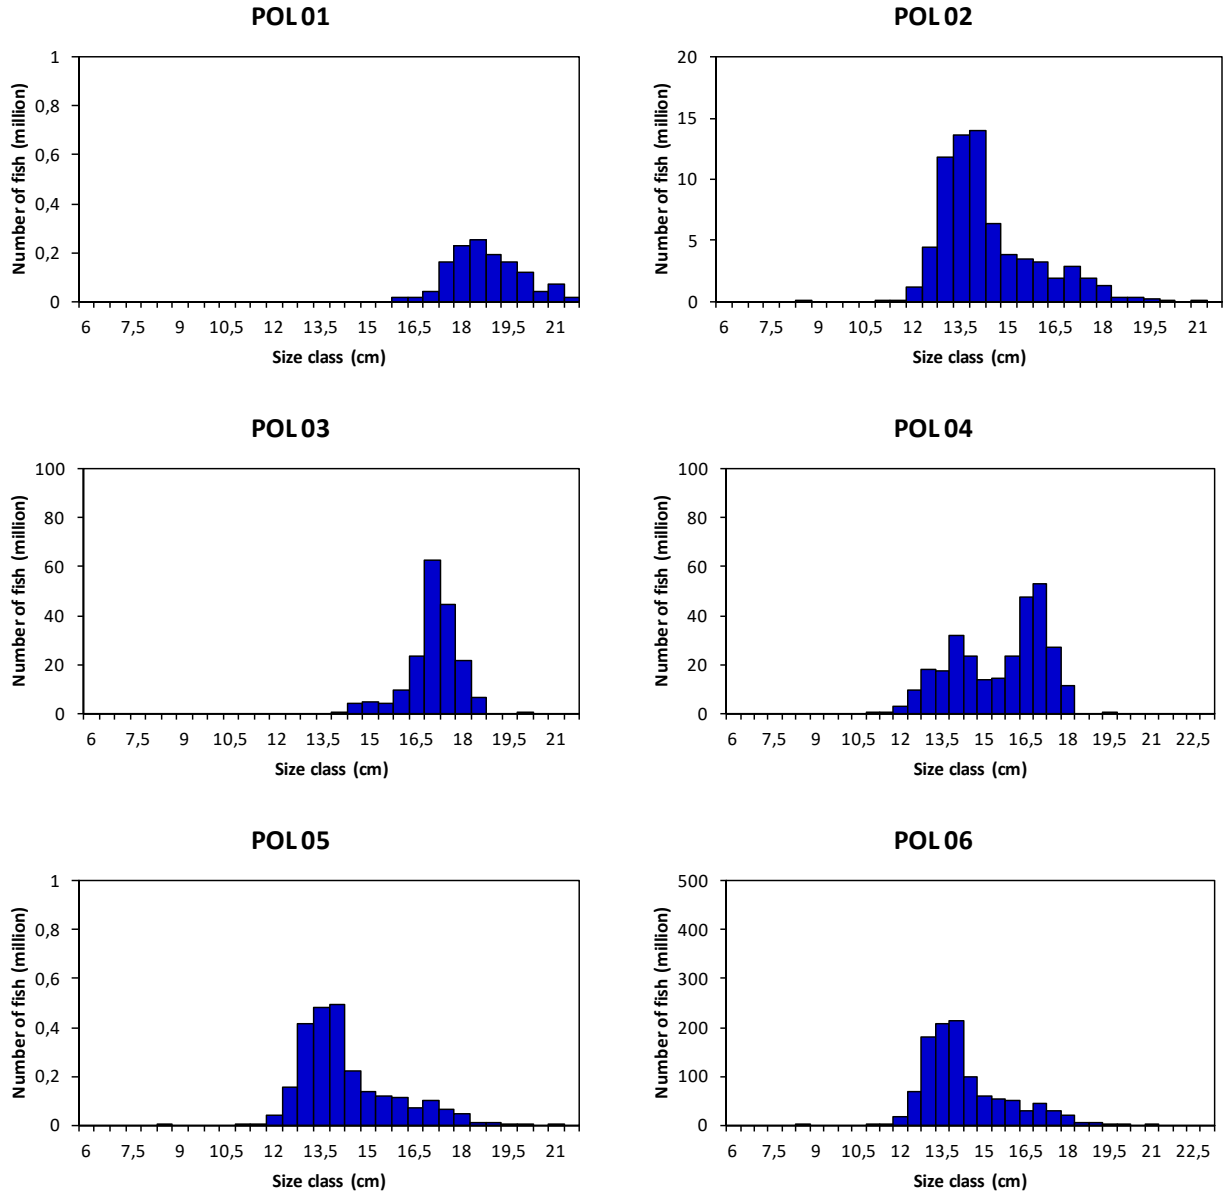 POL 01
POL 02
Number of fish (million)
1
0,8
0,6
0,4
0,2
0
6 7,5 9 10,5 12 13,5 15 16,5 18 19,5 21
Size class (cm)
Number of fish (million)
20
15
10
5
0
6 7,5 9 10,5 12 13,5 15 16,5 18 19,5 21
Size class (cm)
POL 03
POL 04
Number of fish (million)
100
80
60
40
20
0
6 7,5 9 10,5 12 13,5 15 16,5 18 19,5 21
Size class (cm)
Number of fish (million)
100
80
60
40
20
0
6 7,5 9 10,5 12 13,5 15 16,5 18 19,5 21 22,5
Size class (cm)
POL 05
POL 06
Number of fish (million)
1
0,8
0,6
0,4
0,2
0
6 7,5 9 10,5 12 13,5 15 16,5 18 19,5 21
Size class (cm)
Number of fish (million)
500
400
300
200
100
0
6 7,5 9 10,5 12 13,5 15 16,5 18 19,5 21 22,5
Size class (cm)